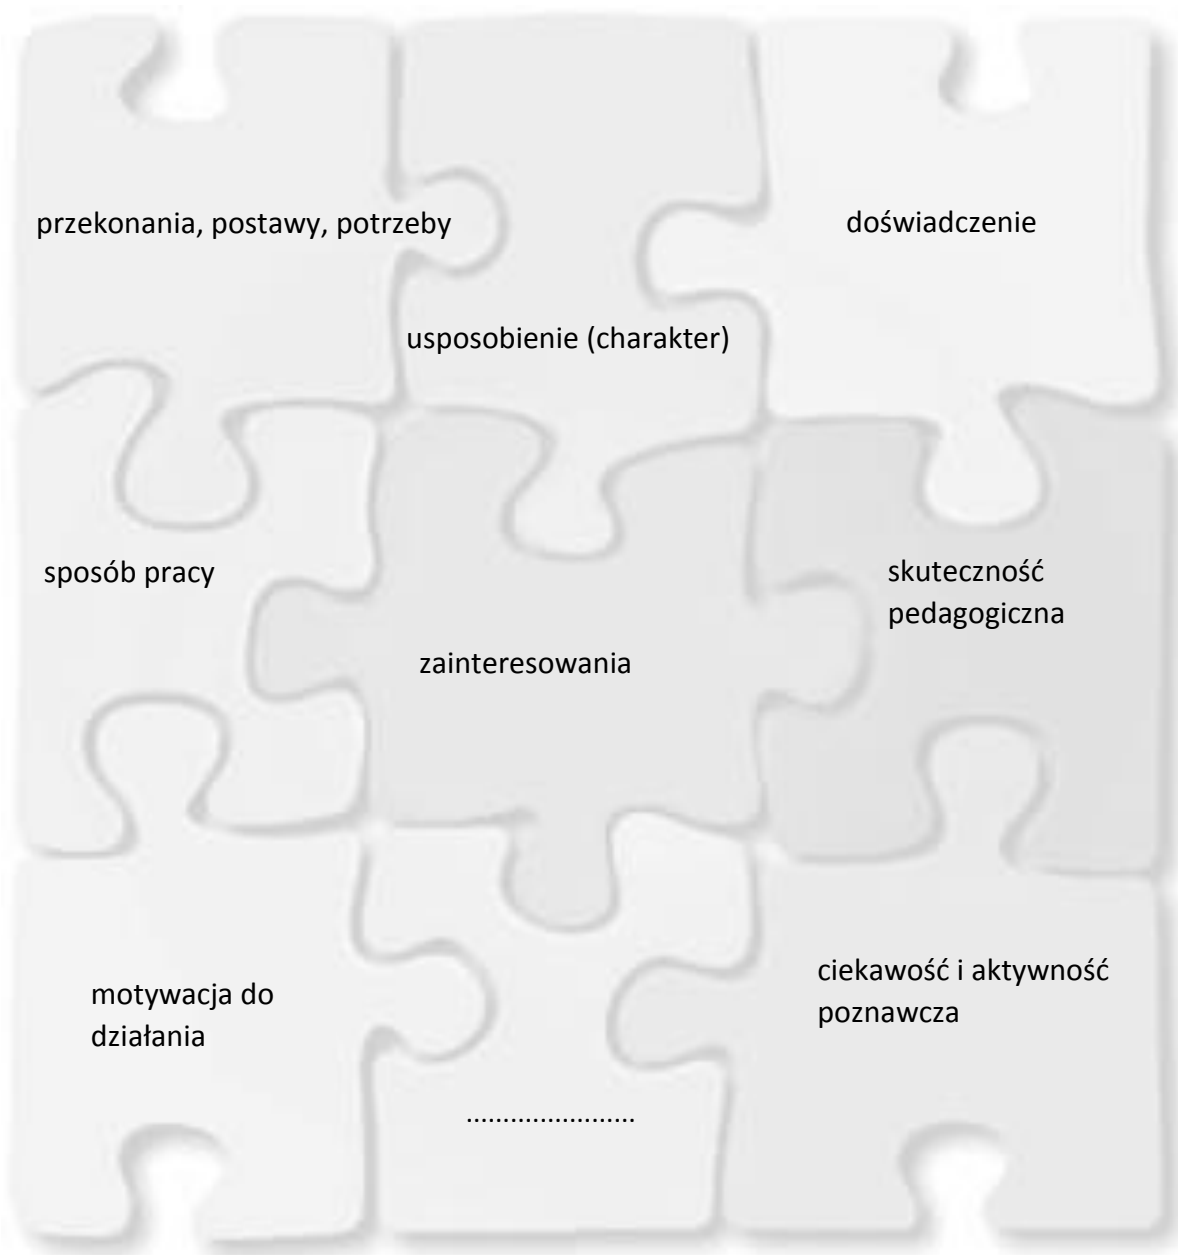 przekonania, postawy, potrzeby
doświadczenie
usposobienie (charakter)
sposób pracy
skuteczność
pedagogiczna
zainteresowania
motywacja do
działania
ciekawość i aktywność
poznawcza
.......................